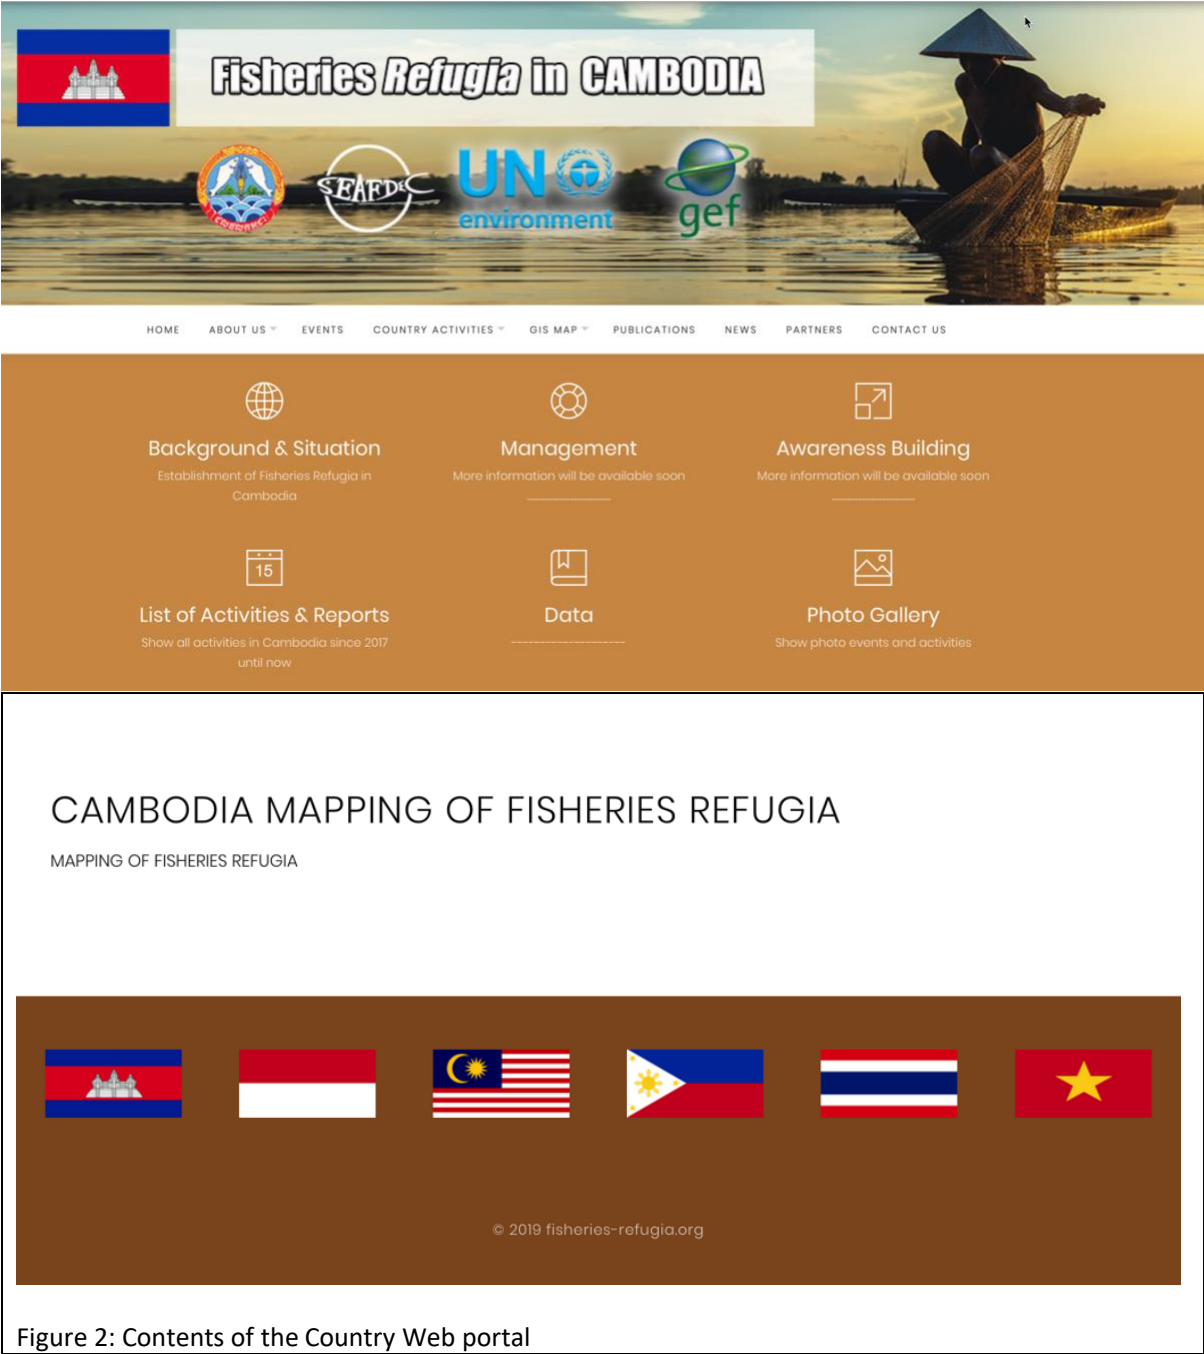 Fisheries Refugia in CAMBODIA
SEAFDEC
UN
environment
gef
HOME ABOUT US EVENTS COUNTRY ACTIVITIES GIS MAP PUBLICATIONS NEWS PARTNERS CONTACT US
Background & Situation
Establishment of Fisheries Refugia in
Cambodia
Management
More information will be available soon
Awareness Building
More information will be available soon
15
List of Activities & Reports
Show all activities in Cambodia since 2017
until now
Data
Photo Gallery
Show photo events and activities
CAMBODIA MAPPING OF FISHERIES REFUGIA
MAPPING OF FISHERIES REFUGIA
© 2019 fisheries-refugia.org
Figure 2: Contents of the Country Web portal